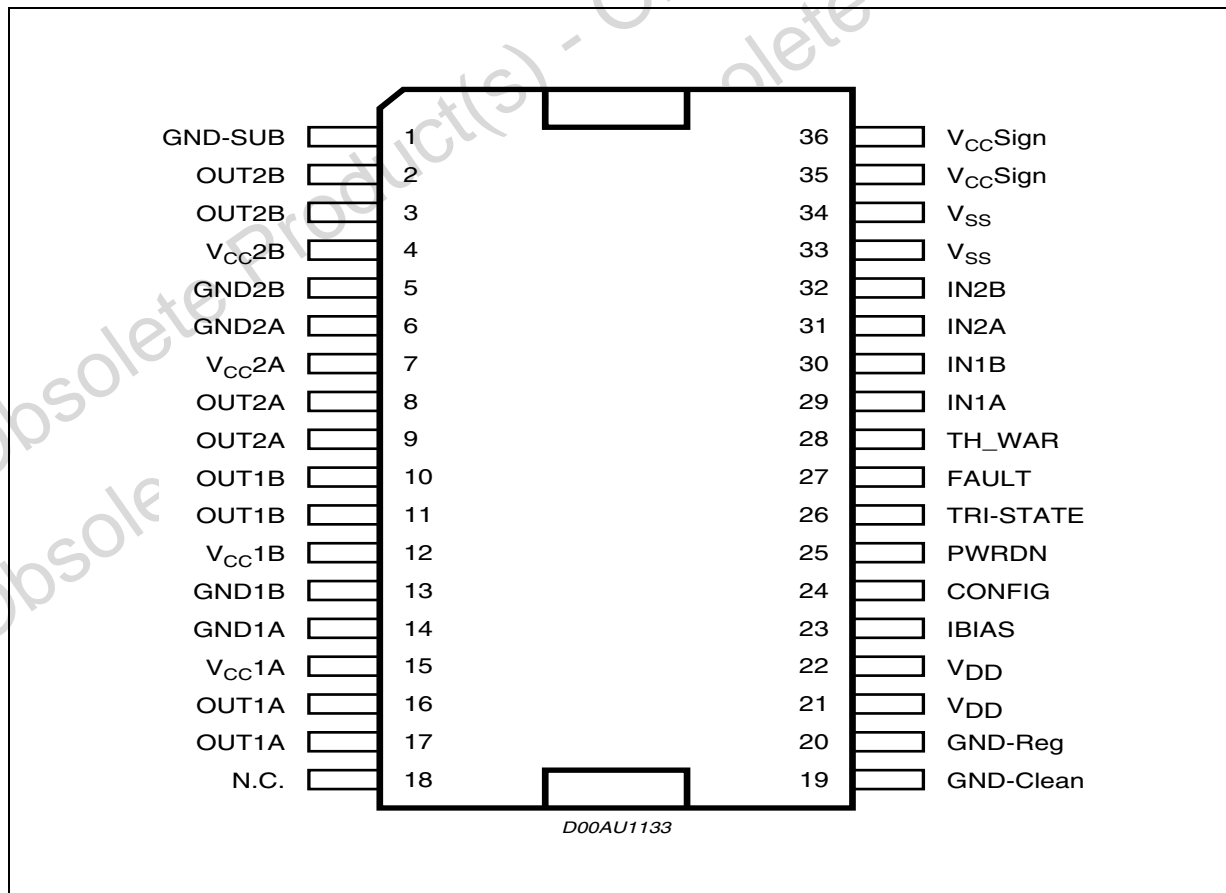 Obsolete Product(s) - O
obsolete
Obsole
GND-SUB 1 36 VCCSign
OUT2B 2 35 VCCSign
OUT2B 3 34 VSS
VCC2B 4 33 VSS
GND2B 5 32 IN2B
GND2A 6 31 IN2A
VCC2A 7 30 IN1B
OUT2A 8 29 IN1A
OUT2A 9 28 TH_WAR
OUT1B 10 27 FAULT
OUT1B 11 26 TRI-STATE
VCC1B 12 25 PWRDN
GND1B 13 24 CONFIG
GND1A 14 23 IBIAS
VCC1A 15 22 VDD
OUT1A 16 21 VDD
OUT1A 17 20 GND-Reg
N.C. 18 19 GND-Clean
D00AU1133